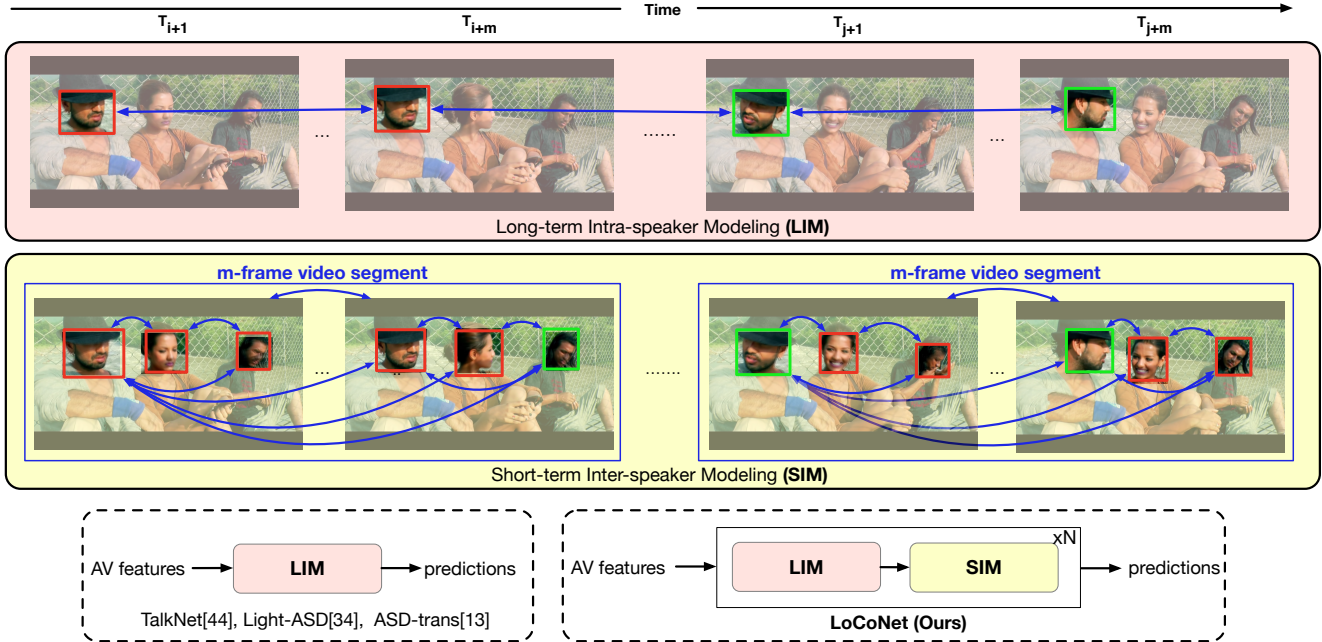 Time
T_{i+1} T_{i+m} T_{j+1} T_{j+m}
... ...... ...
Long-term Intra-speaker Modeling (LIM)
m-frame video segment m-frame video segment
... .. ....... ...
Short-term Inter-speaker Modeling (SIM)
xN
AV features LIM predictions AV features LIM SIM predictions
TalkNet[44], Light-ASD[34], ASD-trans[13] LoCoNet (Ours)